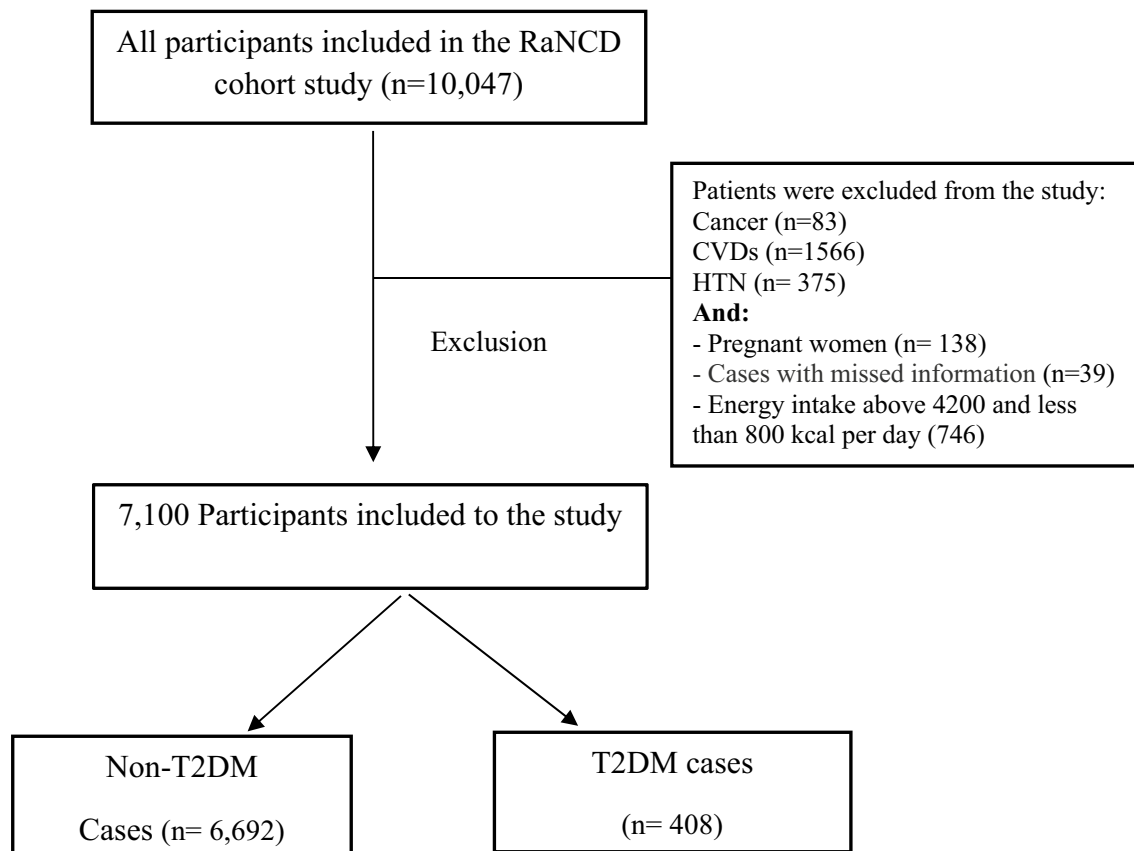 All participants included in the RaNCD
cohort study (n=10,047)
Patients were excluded from the study:
Cancer (n=83)
CVDs (n=1566)
HTN (n= 375)
And:
- Pregnant women (n= 138)
- Cases with missed information (n=39)
- Energy intake above 4200 and less
than 800 kcal per day (746)
Exclusion
7,100 Participants included to the study
Non-T2DM
Cases (n= 6,692)
T2DM cases
(n= 408)